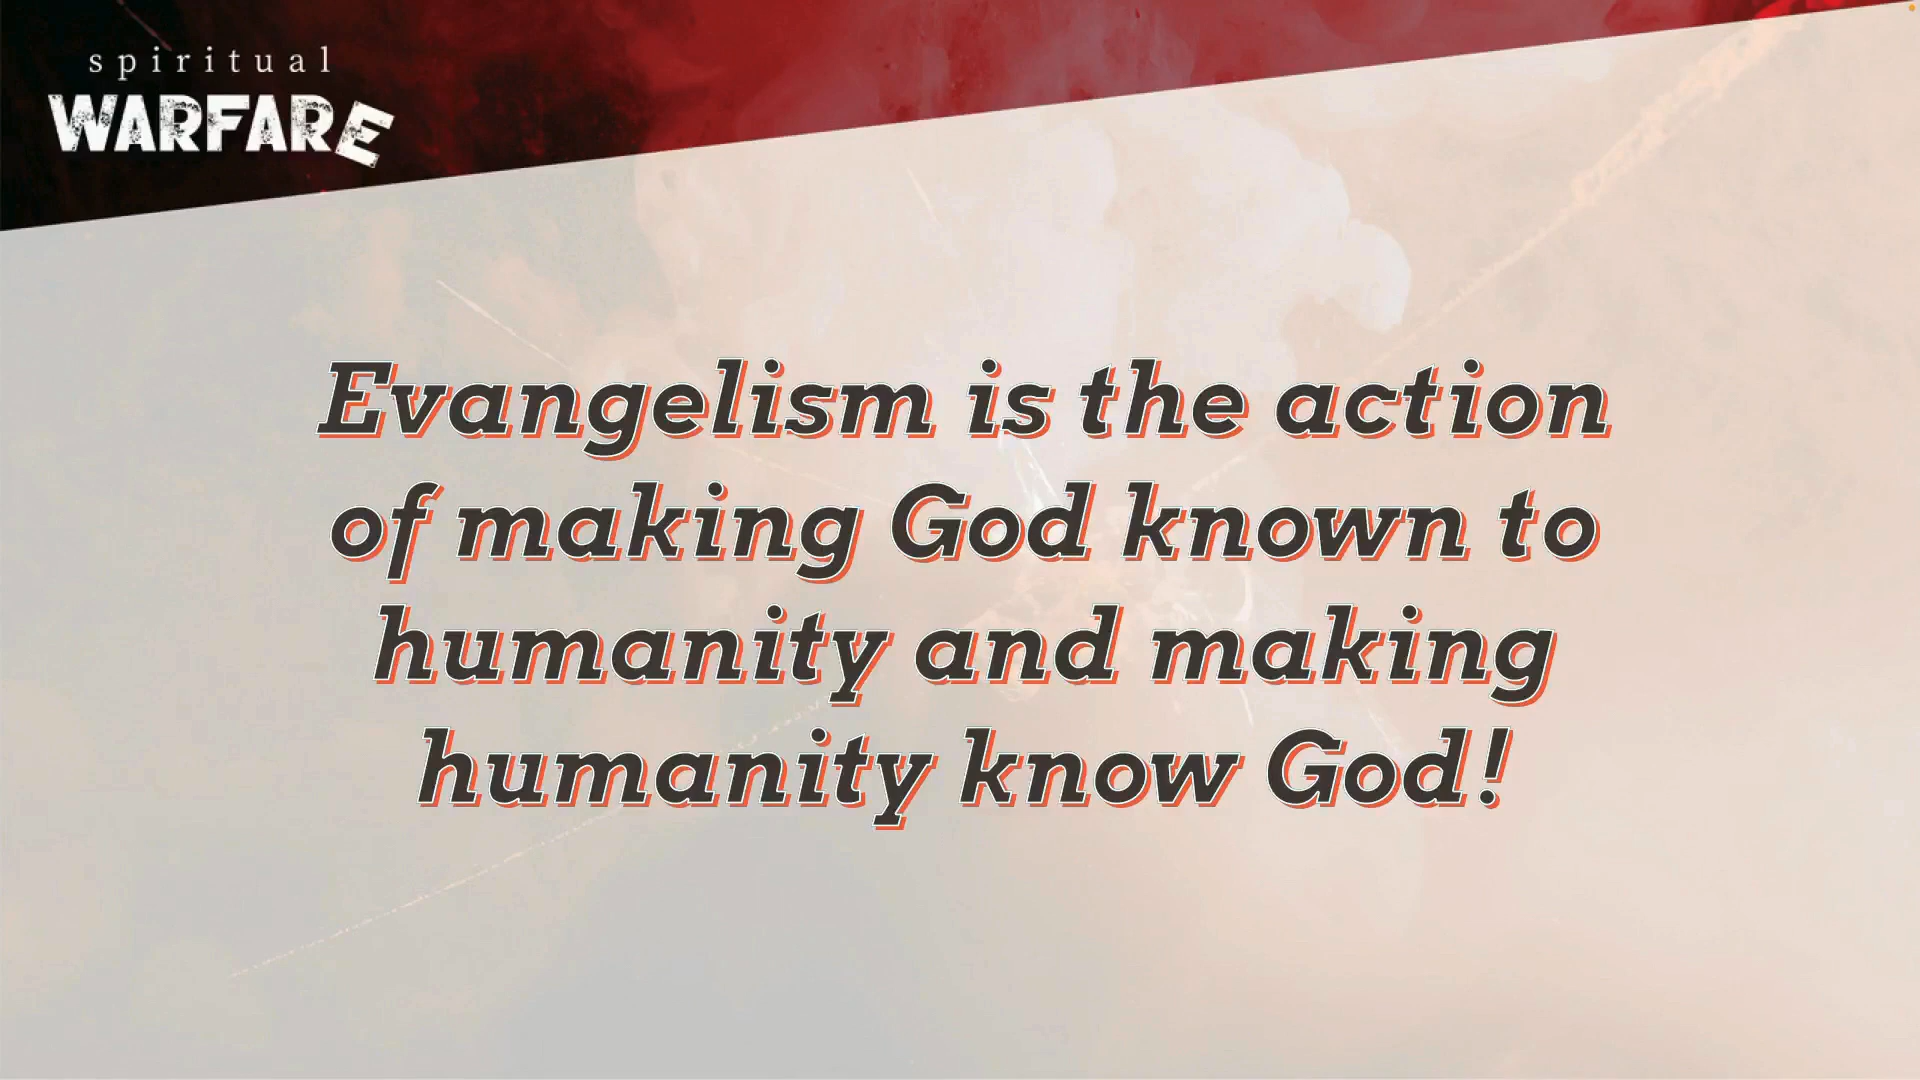 spiritual
WARFARE
Evangelism is the action
of making God known to
humanity and making
humanity know God!